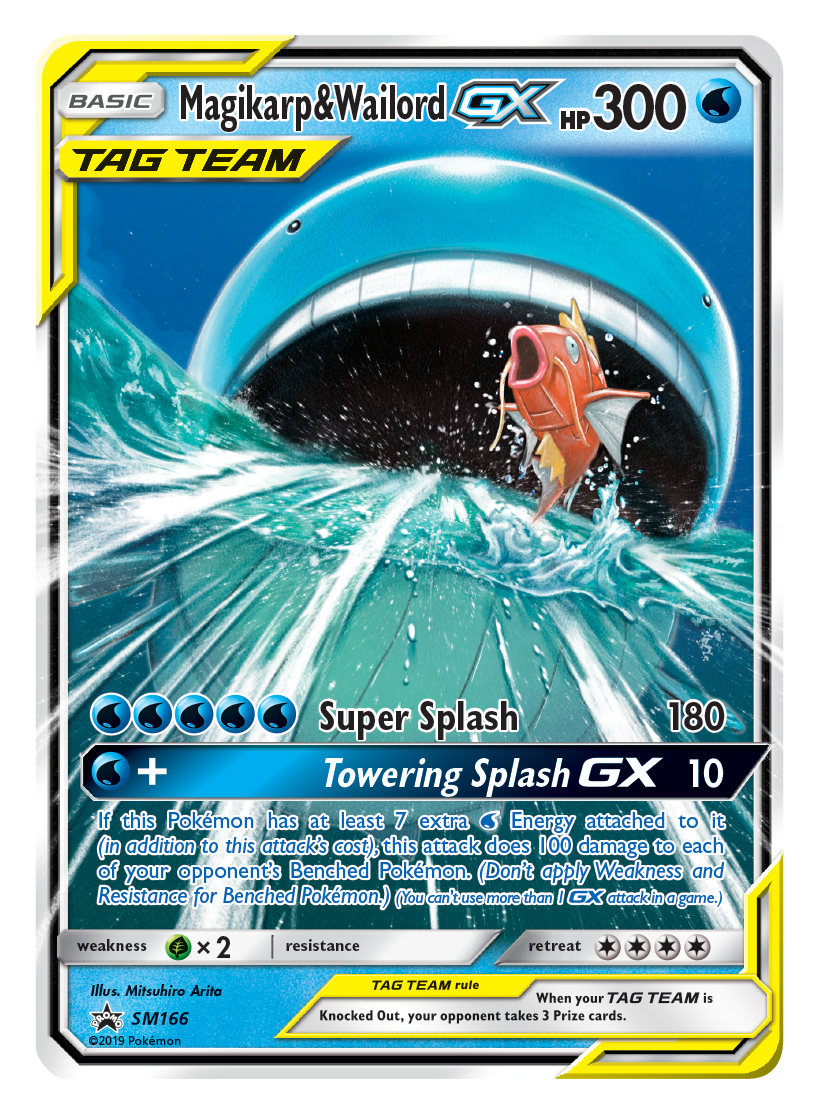 BASIC Magikarp&Wailord GX HP300
TAG TEAM
Super Splash 180
+ Towering Splash GX 10
If this Pokémon has at least 7 extra Energy attached to it
(in addition to this attack's cost), this attack does 100 damage to each
of your opponent's Benched Pokémon. (Don't apply Weakness and
Resistance for Benched Pokémon.) (You can't use more than 1 GX attack in a game.)
weakness ×2 resistance retreat
Illus. Mitsuhiro Arita
TAG TEAM rule
When your TAG TEAM is
Knocked Out, your opponent takes 3 Prize cards.
PROMO SM166
©2019 Pokémon